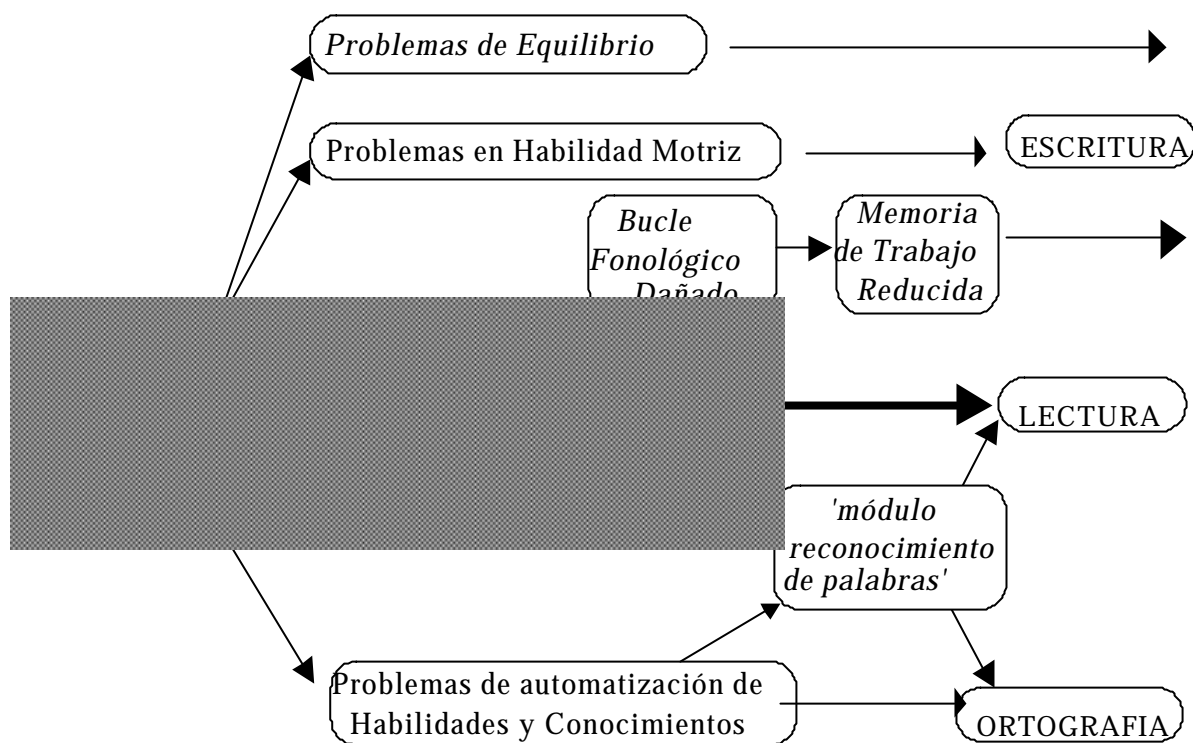 Problemas de Equilibrio
Problemas en Habilidad Motriz
ESCRITURA
Bucle
Fonológico
Dañado
Memoria
de Trabajo
Reducida
LECTURA
'módulo
reconocimiento
de palabras'
Problemas de automatización de
Habilidades y Conocimientos
ORTOGRAFIA